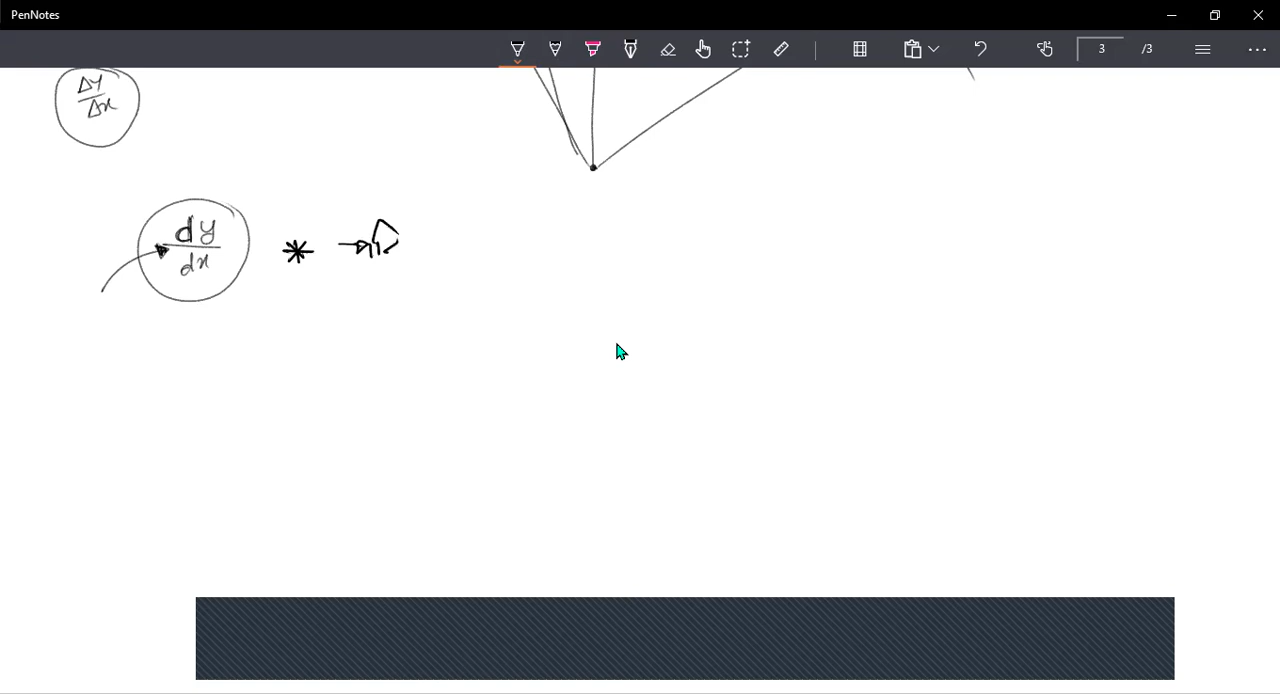 PenNotes
3 /3
Δy
Δx
dy
dx
*